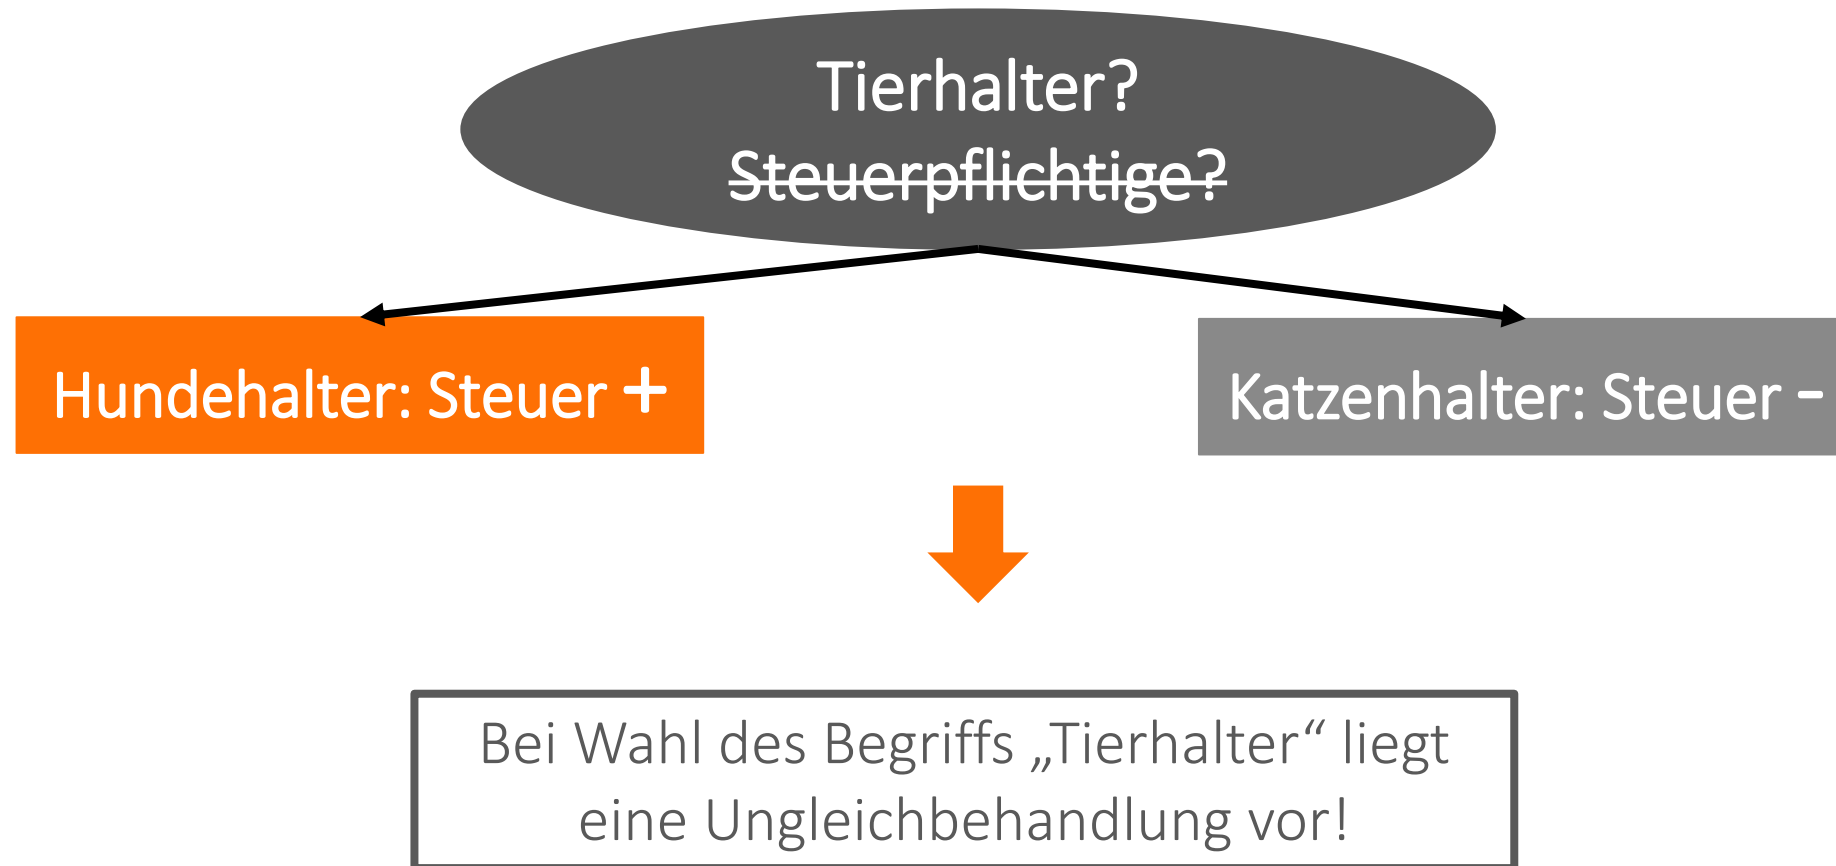 Tierhalter?
Steuerpflichtige?
Hundehalter: Steuer +
Katzenhalter: Steuer -
Bei Wahl des Begriffs „Tierhalter“ liegt
eine Ungleichbehandlung vor!